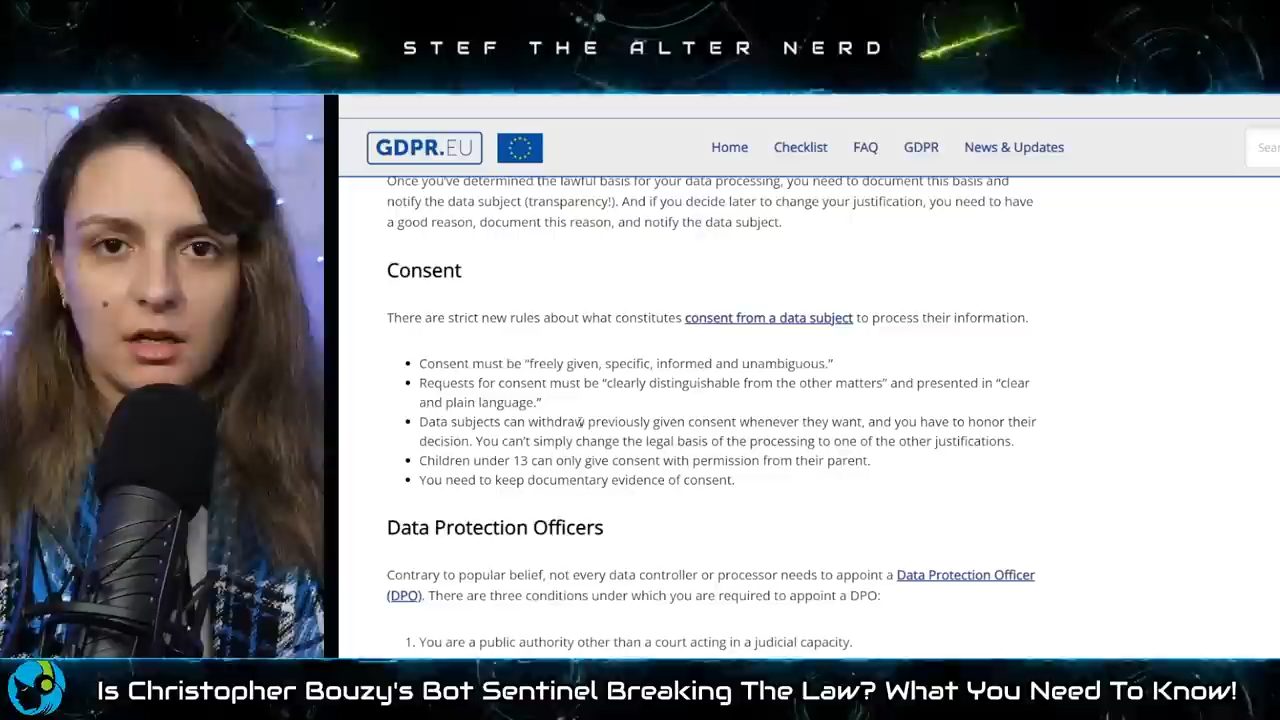 STEF THE ALTER NERD
GDPR.EU
Home
Checklist
FAQ
GDPR
News & Updates
Sear
Once you've determined the lawful basis for your data processing, you need to document this basis and
notify the data subject (transparency!). And if you decide later to change your justification, you need to have
a good reason, document this reason, and notify the data subject.
Consent
There are strict new rules about what constitutes consent from a data subject to process their information.
• Consent must be “freely given, specific, informed and unambiguous.”
• Requests for consent must be “clearly distinguishable from the other matters” and presented in “clear
and plain language.”
• Data subjects can withdraw previously given consent whenever they want, and you have to honor their
decision. You can’t simply change the legal basis of the processing to one of the other justifications.
• Children under 13 can only give consent with permission from their parent.
• You need to keep documentary evidence of consent.
Data Protection Officers
Contrary to popular belief, not every data controller or processor needs to appoint a Data Protection Officer
(DPO). There are three conditions under which you are required to appoint a DPO:
1. You are a public authority other than a court acting in a judicial capacity.
Is Christopher Bouzy's Bot Sentinel Breaking The Law? What You Need To Know!